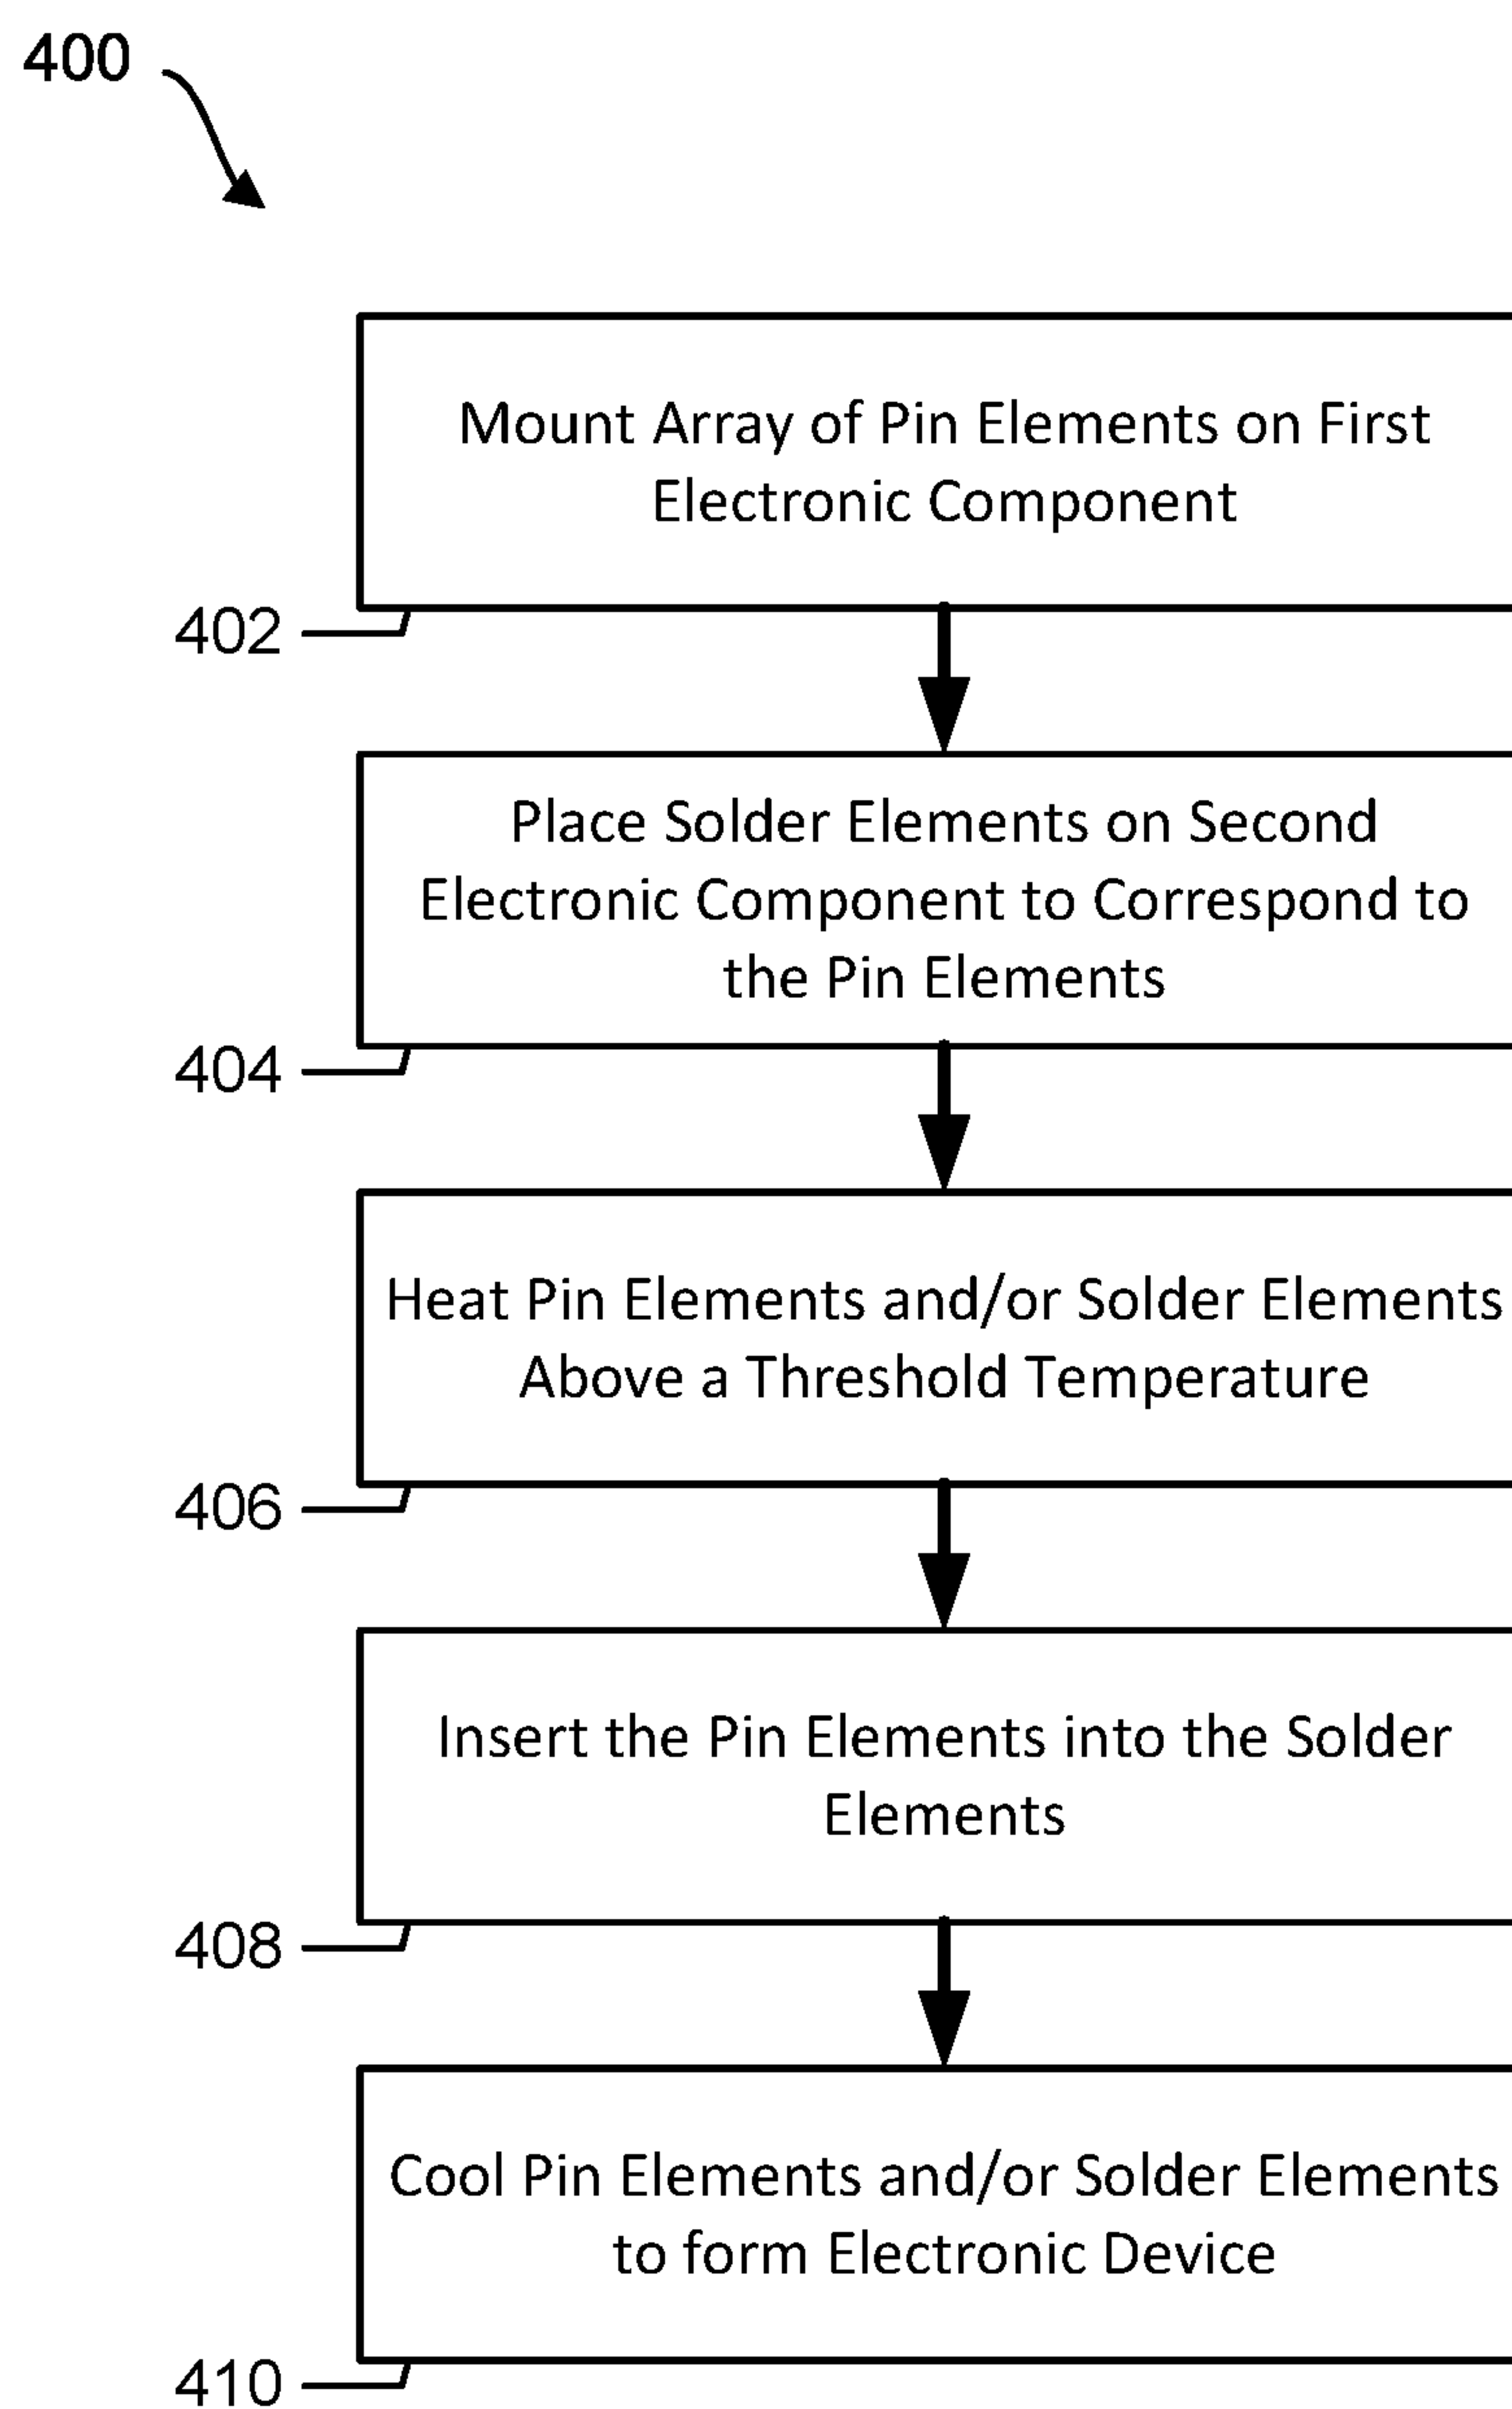 400
Mount Array of Pin Elements on First
Electronic Component
402
Place Solder Elements on Second
Electronic Component to Correspond to
the Pin Elements
404
Heat Pin Elements and/or Solder Elements
Above a Threshold Temperature
406
Insert the Pin Elements into the Solder
Elements
408
Cool Pin Elements and/or Solder Elements
to form Electronic Device
410